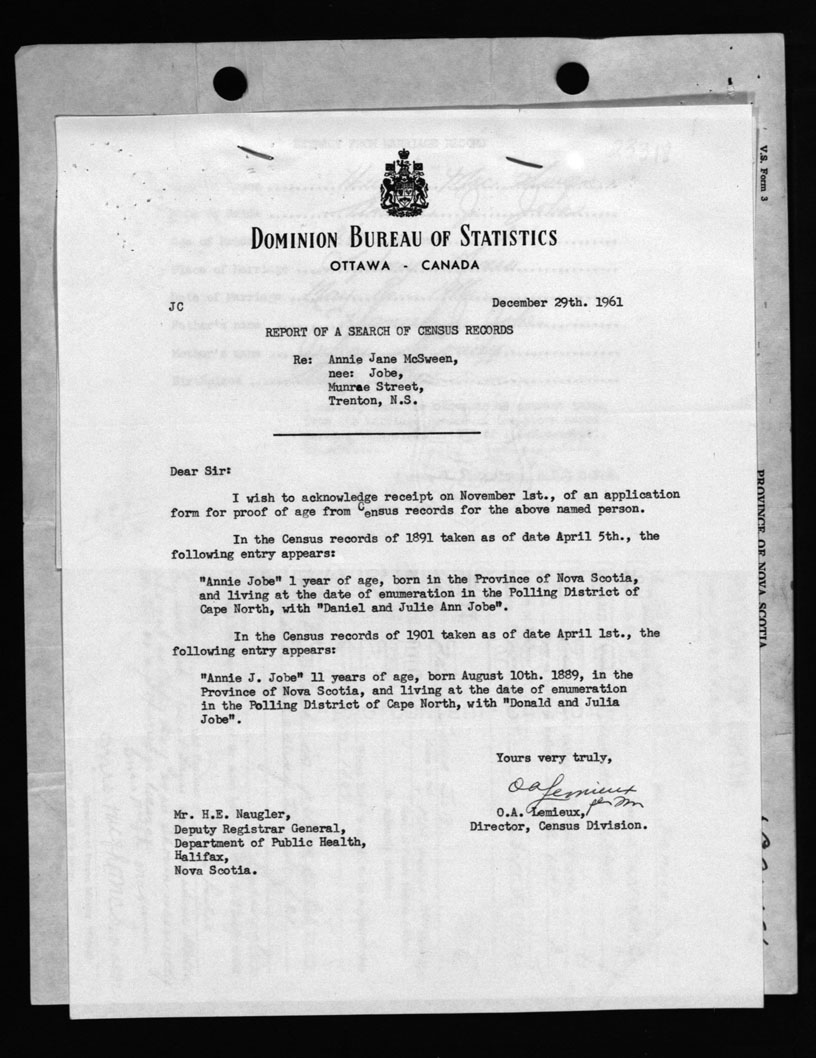 DOMINION BUREAU OF STATISTICS
OTTAWA - CANADA
JC
December 29th. 1961
REPORT OF A SEARCH OF CENSUS RECORDS
Re: Annie Jane McSween,
nee: Jobe,
Munrae Street,
Trenton, N.S.
Dear Sir:
I wish to acknowledge receipt on November 1st., of an application
form for proof of age from Census records for the above named person.
In the Census records of 1891 taken as of date April 5th., the
following entry appears:
"Annie Jobe" 1 year of age, born in the Province of Nova Scotia,
and living at the date of enumeration in the Polling District of
Cape North, with "Daniel and Julie Ann Jobe".
In the Census records of 1901 taken as of date April 1st., the
following entry appears:
"Annie J. Jobe" 11 years of age, born August 10th. 1889, in the
Province of Nova Scotia, and living at the date of enumeration
in the Polling District of Cape North, with "Donald and Julia
Jobe".
Yours very truly,
OA Lemieux
O.A. Lemieux,
Director, Census Division.
Mr. H.E. Naugler,
Deputy Registrar General,
Department of Public Health,
Halifax,
Nova Scotia.
V.S. Form 3
PROVINCE OF NOVA SCOTIA